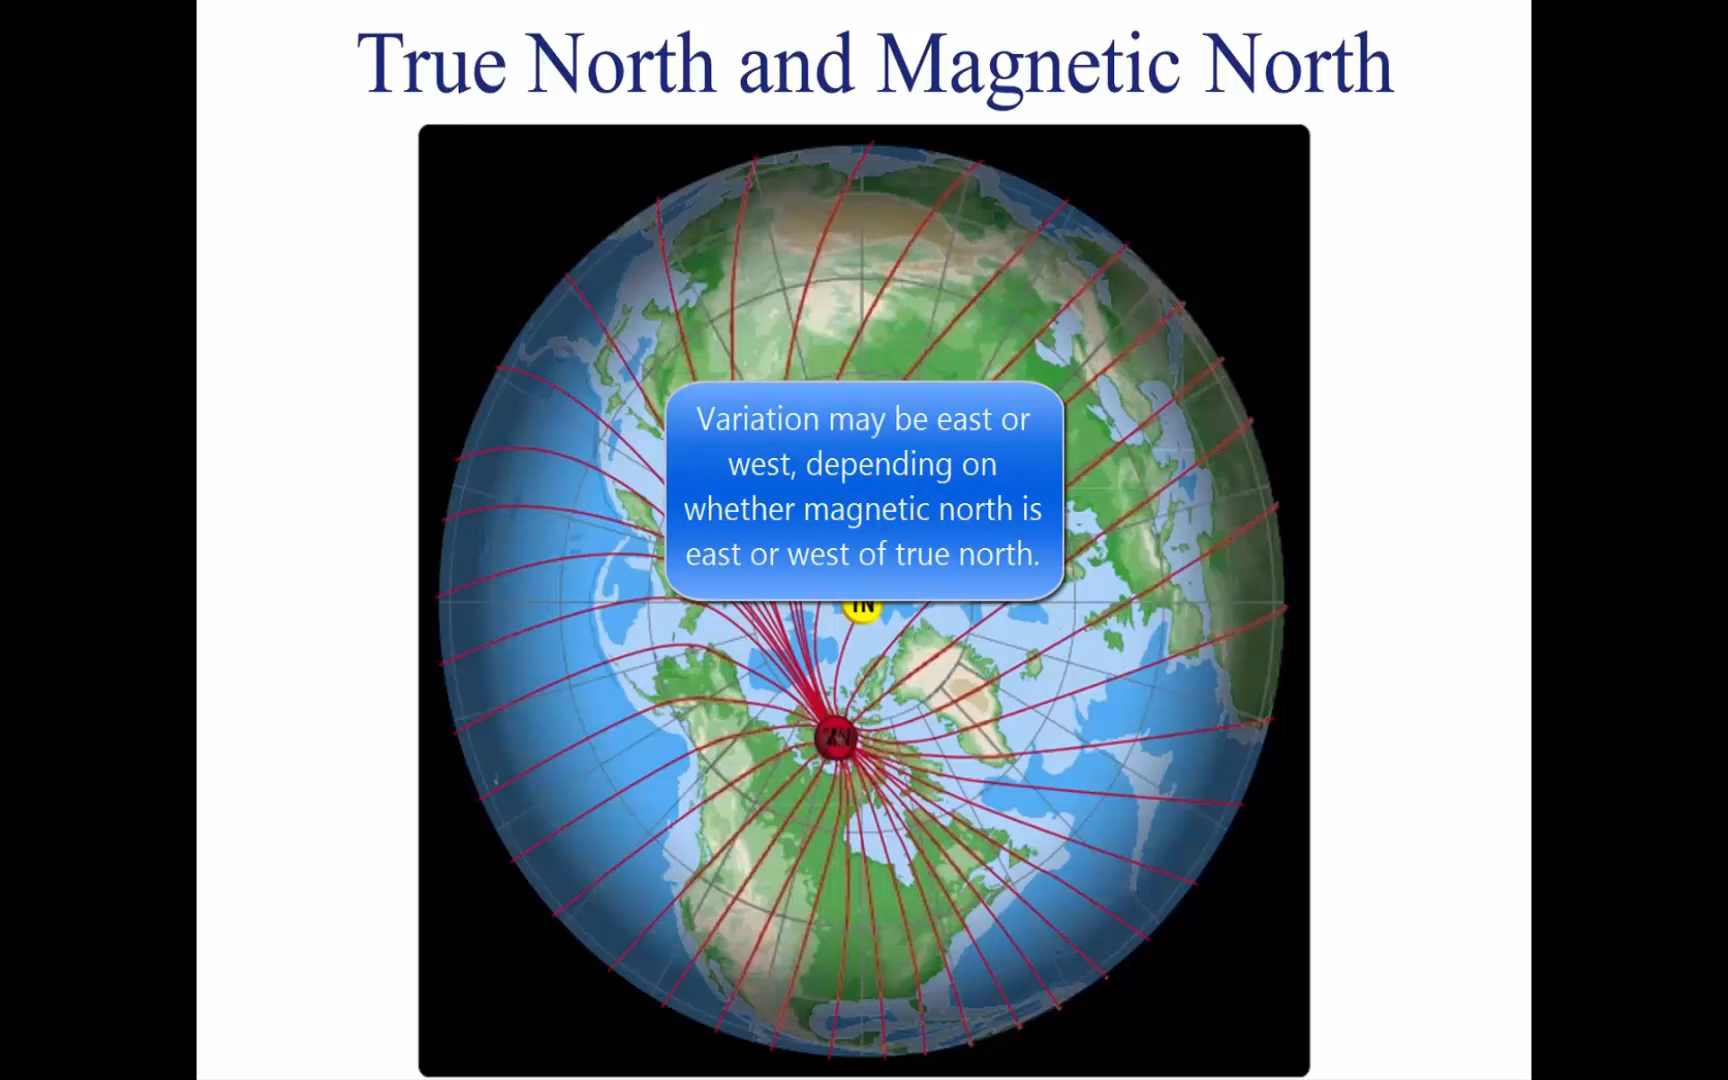 True North and Magnetic North
Variation may be east or
west, depending on
whether magnetic north is
east or west of true north.
TN